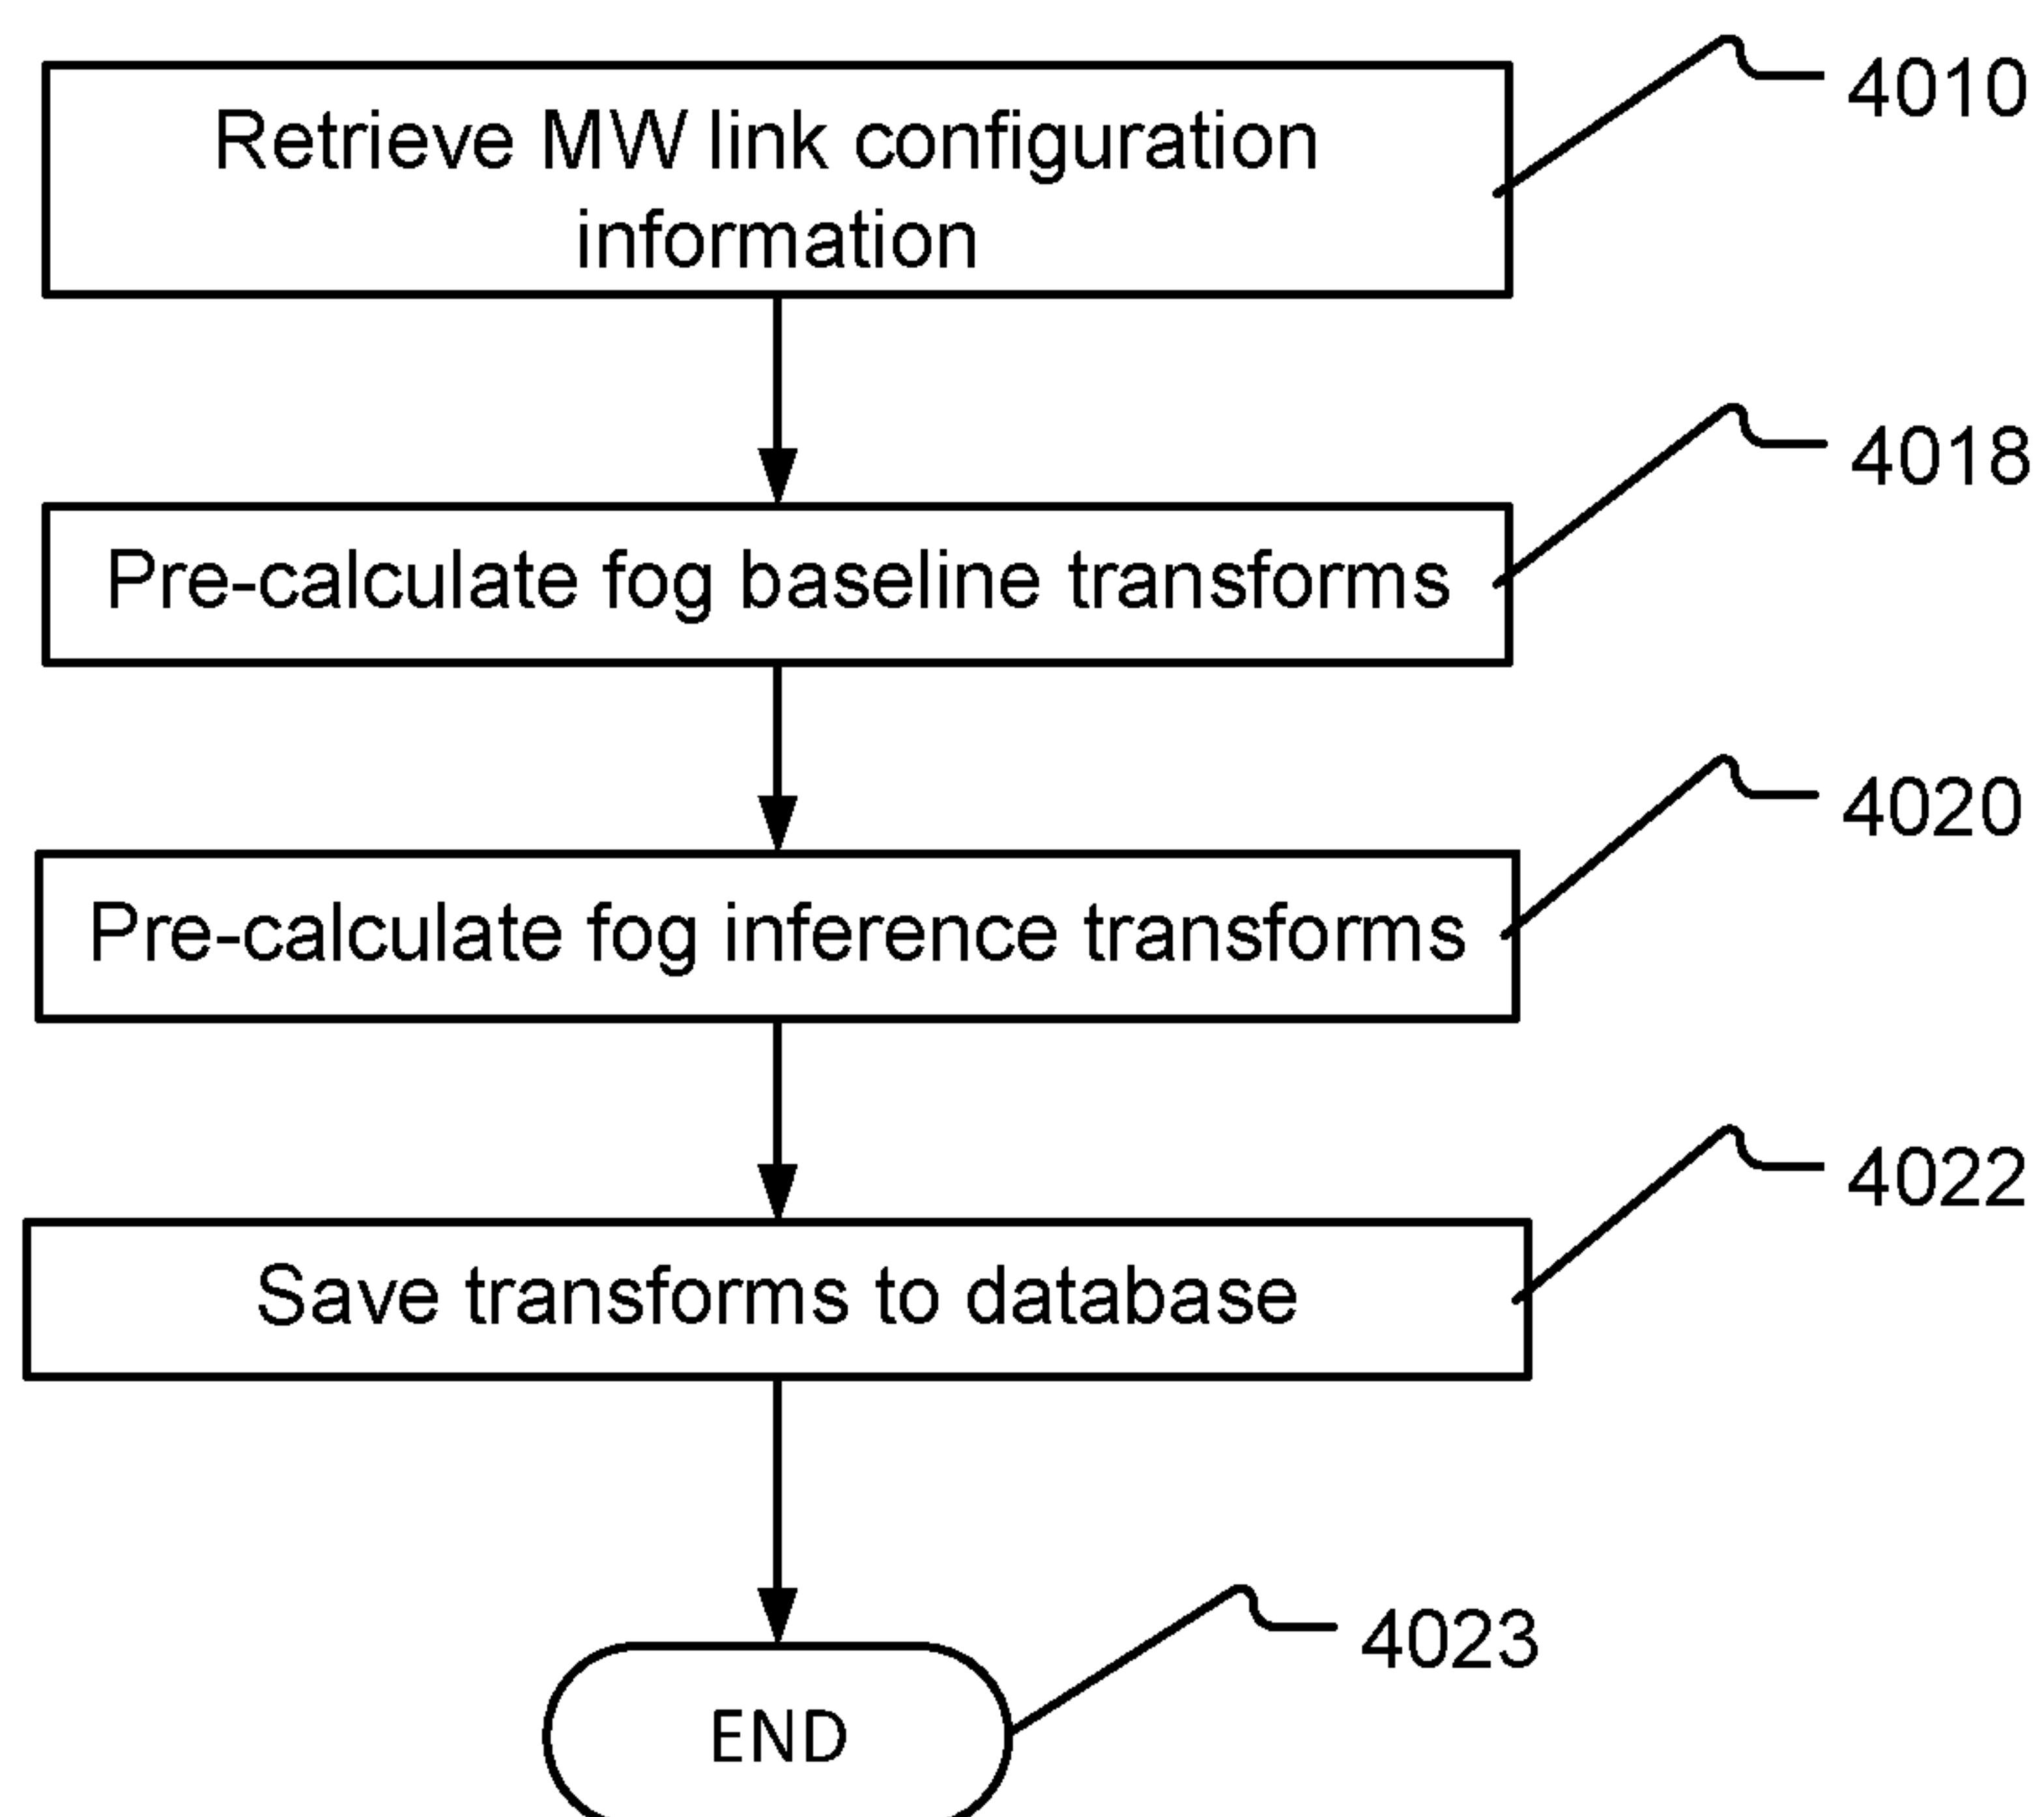 Retrieve MW link configuration
information
4010
Pre-calculate fog baseline transforms
4018
Pre-calculate fog inference transforms
4020
Save transforms to database
4022
END
4023